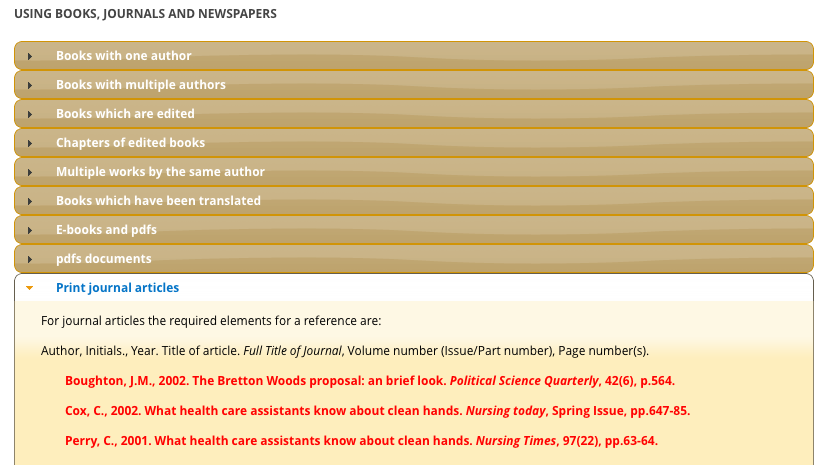 USING BOOKS, JOURNALS AND NEWSPAPERS
Books with one author
Books with multiple authors
Books which are edited
Chapters of edited books
Multiple works by the same author
Books which have been translated
E-books and pdfs
pdfs documents
Print journal articles
For journal articles the required elements for a reference are:
Author, Initials., Year. Title of article. Full Title of Journal, Volume number (Issue/Part number), Page number(s).
Boughton, J.M., 2002. The Bretton Woods proposal: an brief look. Political Science Quarterly, 42(6), p.564.
Cox, C., 2002. What health care assistants know about clean hands. Nursing today, Spring Issue, pp.647-85.
Perry, C., 2001. What health care assistants know about clean hands. Nursing Times, 97(22), pp.63-64.